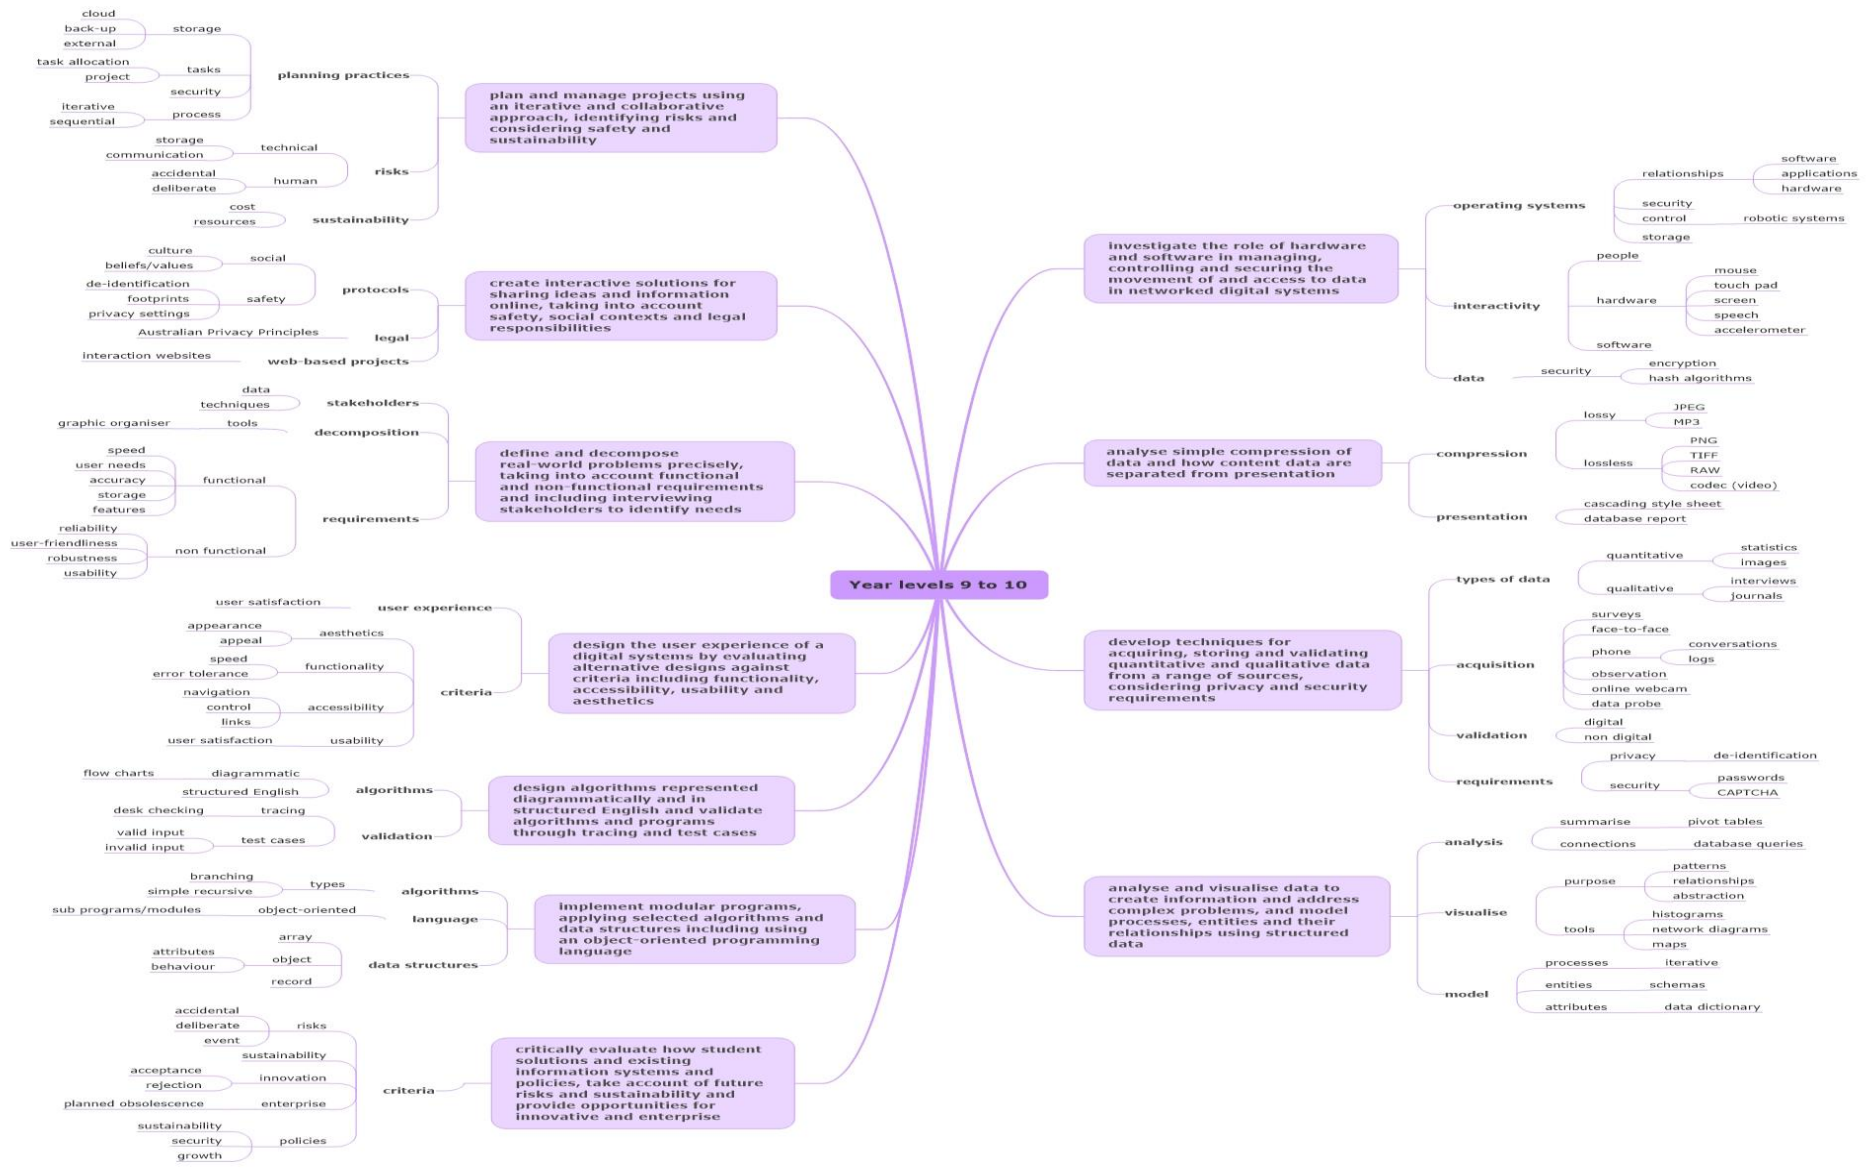 Year levels 9 to 10
plan and manage projects using
an iterative and collaborative
approach, identifying risks and
considering safety and
sustainability
planning practices
storage
cloud
back-up
external
tasks
task allocation
project
security
process
iterative
sequential
risks
technical
storage
communication
human
accidental
deliberate
sustainability
cost
resources
create interactive solutions for
sharing ideas and information
online, taking into account
safety, social contexts and legal
responsibilities
protocols
social
culture
beliefs/values
safety
de-identification
footprints
privacy settings
legal
Australian Privacy Principles
web-based projects
interaction websites
define and decompose
real-world problems precisely,
taking into account functional
and non-functional requirements
and including interviewing
stakeholders to identify needs
stakeholders
data
techniques
decomposition
tools
graphic organiser
requirements
functional
speed
user needs
accuracy
storage
features
non functional
reliability
user-friendliness
robustness
usability
design the user experience of a
digital systems by evaluating
alternative designs against
criteria including functionality,
accessibility, usability and
aesthetics
user experience
user satisfaction
criteria
aesthetics
appearance
appeal
functionality
speed
error tolerance
accessibility
navigation
control
links
usability
user satisfaction
design algorithms represented
diagrammatically and in
structured English and validate
algorithms and programs
through tracing and test cases
algorithms
diagrammatic
flow charts
structured English
validation
tracing
desk checking
test cases
valid input
invalid input
implement modular programs,
applying selected algorithms and
data structures including using
an object-oriented programming
language
algorithms
types
branching
simple recursive
language
object-oriented
sub programs/modules
data structures
array
object
attributes
behaviour
record
critically evaluate how student
solutions and existing
information systems and
policies, take account of future
risks and sustainability and
provide opportunities for
innovative and enterprise
criteria
risks
accidental
deliberate
event
sustainability
innovation
acceptance
rejection
enterprise
planned obsolescence
policies
sustainability
security
growth
investigate the role of hardware
and software in managing,
controlling and securing the
movement of and access to data
in networked digital systems
operating systems
relationships
software
applications
hardware
security
control
robotic systems
storage
interactivity
people
hardware
mouse
touch pad
screen
speech
accelerometer
software
data
security
encryption
hash algorithms
analyse simple compression of
data and how content data are
separated from presentation
compression
lossy
JPEG
MP3
lossless
PNG
TIFF
RAW
codec (video)
presentation
cascading style sheet
database report
develop techniques for
acquiring, storing and validating
quantitative and qualitative data
from a range of sources,
considering privacy and security
requirements
types of data
quantitative
statistics
images
qualitative
interviews
journals
acquisition
surveys
face-to-face
phone
conversations
logs
observation
online webcam
data probe
validation
digital
non digital
requirements
privacy
de-identification
security
passwords
CAPTCHA
analyse and visualise data to
create information and address
complex problems, and model
processes, entities and their
relationships using structured
data
analysis
summarise
pivot tables
connections
database queries
visualise
purpose
patterns
relationships
abstraction
tools
histograms
network diagrams
maps
model
processes
iterative
entities
schemas
attributes
data dictionary